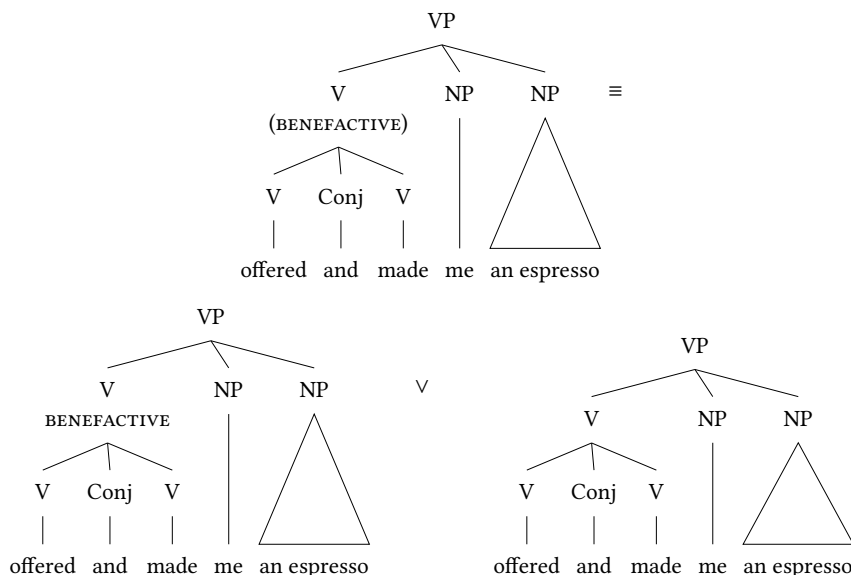 VP
V NP NP ≡
(BENEFACTIVE)
V Conj V
offered and made me an espresso
VP
V NP NP
BENEFACTIVE
V Conj V
offered and made me an espresso
∨
VP
V NP NP
V Conj V
offered and made me an espresso